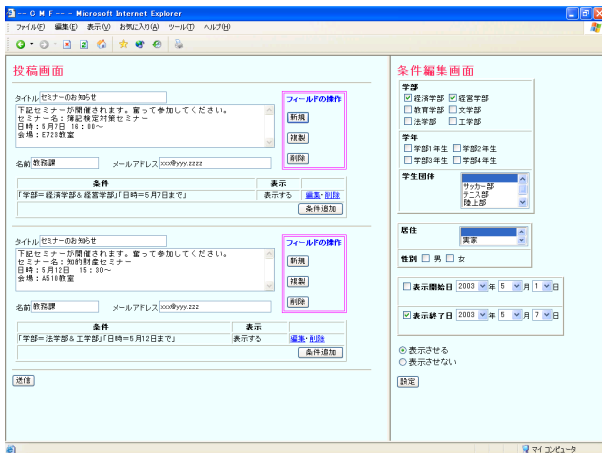 -- C M F -- - Microsoft Internet Explorer
ファイル(F) 編集(E) 表示(V) お気に入り(A) ツール(T) ヘルプ(H)
投稿画面
タイトル セミナーのお知らせ
下記セミナーが開催されます。奮って参加してください。
セミナー名：簿記検定対策セミナー
日時：5月7日 16：00～
会場：E723教室
名前 教務課 メールアドレス xxx@yyy.zzzz
フィールドの操作
新規
複製
削除
条件 表示
「学部＝経済学部＆経営学部」「日時＝5月7日まで」 表示する 編集・削除
条件追加
タイトル セミナーのお知らせ
下記セミナーが開催されます。奮って参加してください。
セミナー名：知的財産セミナー
日時：5月12日 15：30～
会場：A510教室
名前 教務課 メールアドレス xxx@yyy.zzz
フィールドの操作
新規
複製
削除
条件 表示
「学部＝法学部＆工学部」「日時＝5月12日まで」 表示する 編集・削除
条件追加
送信
条件編集画面
学部
経済学部 経営学部
教育学部 文学部
法学部 工学部
学年
学部1年生 学部2年生
学部3年生 学部4年生
学生団体
サッカー部
テニス部
陸上部
居住
実家
性別 男 女
表示開始日 2003 年 5 月 1 日
表示終了日 2003 年 5 月 7 日
表示させる
表示させない
設定
マイ コンピュータ